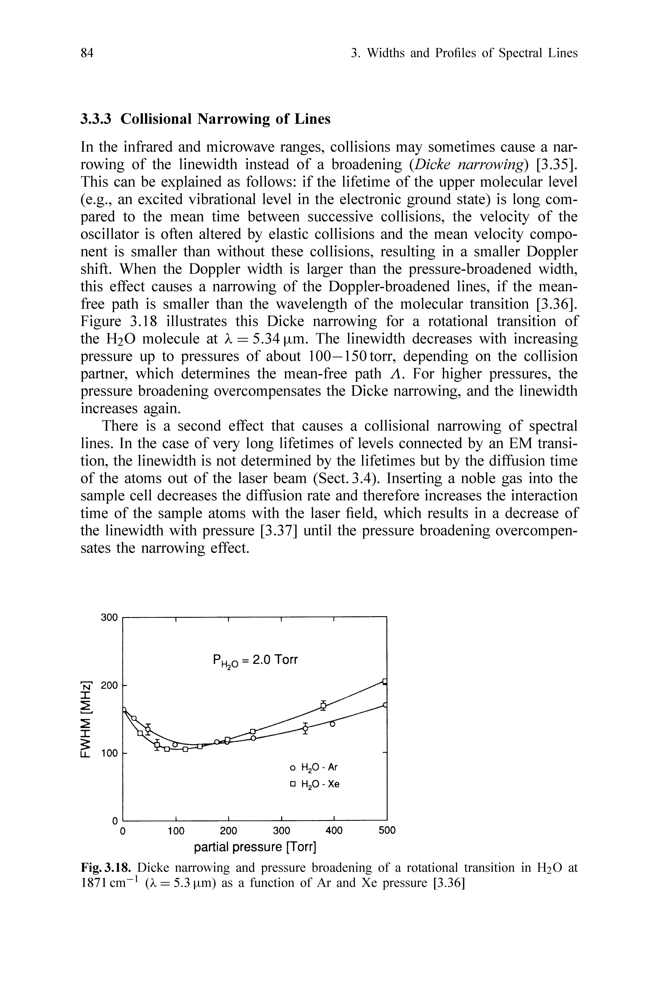 84
3. Widths and Profiles of Spectral Lines
3.3.3 Collisional Narrowing of Lines
In the infrared and microwave ranges, collisions may sometimes cause a nar-
rowing of the linewidth instead of a broadening (Dicke narrowing) [3.35].
This can be explained as follows: if the lifetime of the upper molecular level
(e.g., an excited vibrational level in the electronic ground state) is long com-
pared to the mean time between successive collisions, the velocity of the
oscillator is often altered by elastic collisions and the mean velocity compo-
nent is smaller than without these collisions, resulting in a smaller Doppler
shift. When the Doppler width is larger than the pressure-broadened width,
this effect causes a narrowing of the Doppler-broadened lines, if the mean-
free path is smaller than the wavelength of the molecular transition [3.36].
Figure 3.18 illustrates this Dicke narrowing for a rotational transition of
the H₂O molecule at λ = 5.34 μm. The linewidth decreases with increasing
pressure up to pressures of about 100–150 torr, depending on the collision
partner, which determines the mean-free path Λ. For higher pressures, the
pressure broadening overcompensates the Dicke narrowing, and the linewidth
increases again.
There is a second effect that causes a collisional narrowing of spectral
lines. In the case of very long lifetimes of levels connected by an EM transi-
tion, the linewidth is not determined by the lifetimes but by the diffusion time
of the atoms out of the laser beam (Sect. 3.4). Inserting a noble gas into the
sample cell decreases the diffusion rate and therefore increases the interaction
time of the sample atoms with the laser field, which results in a decrease of
the linewidth with pressure [3.37] until the pressure broadening overcompen-
sates the narrowing effect.
300
P_H₂O = 2.0 Torr
200
FWHM [MHz]
100
H₂O - Ar
H₂O - Xe
0
0 100 200 300 400 500
partial pressure [Torr]
Fig. 3.18. Dicke narrowing and pressure broadening of a rotational transition in H₂O at
1871 cm⁻¹ (λ = 5.3 μm) as a function of Ar and Xe pressure [3.36]